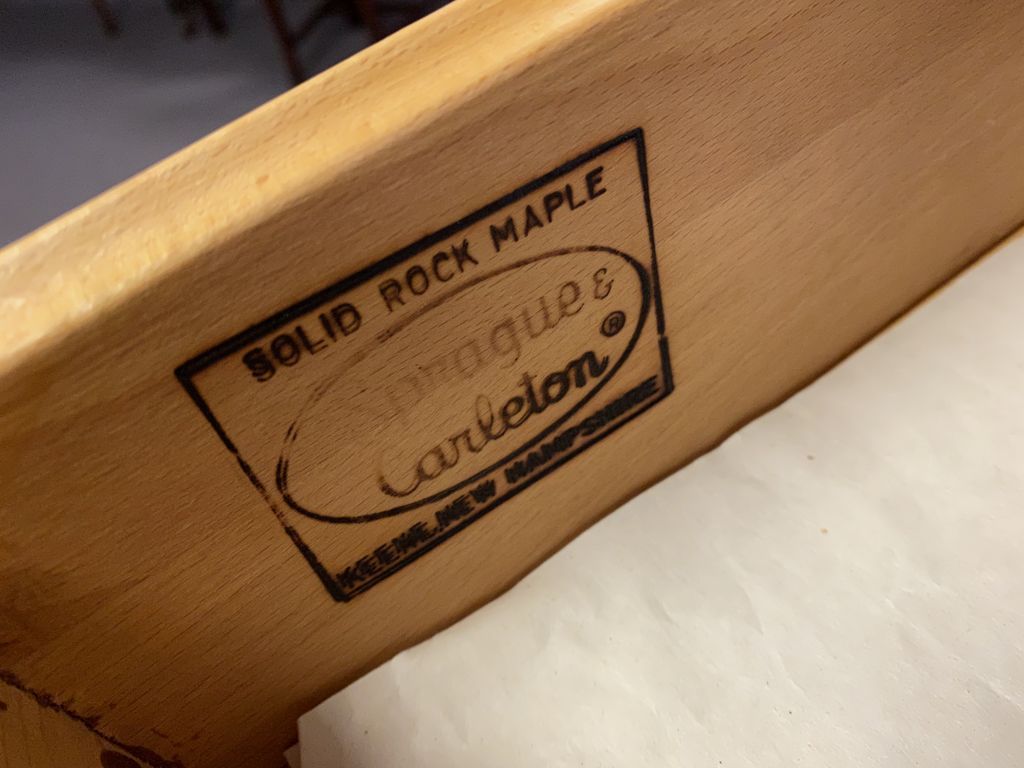 SOLID ROCK MAPLE
Sprague &
Carleton ®
KEENE, NEW HAMPSHIRE